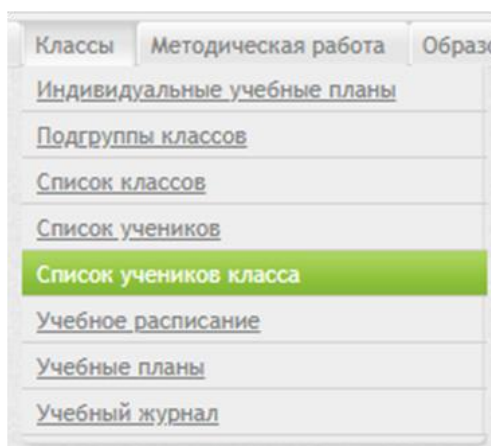 Классы Методическая работа
Индивидуальные учебные планы
Подгруппы классов
Список классов
Список учеников
Список учеников класса
Учебное расписание
Учебные планы
Учебный журнал